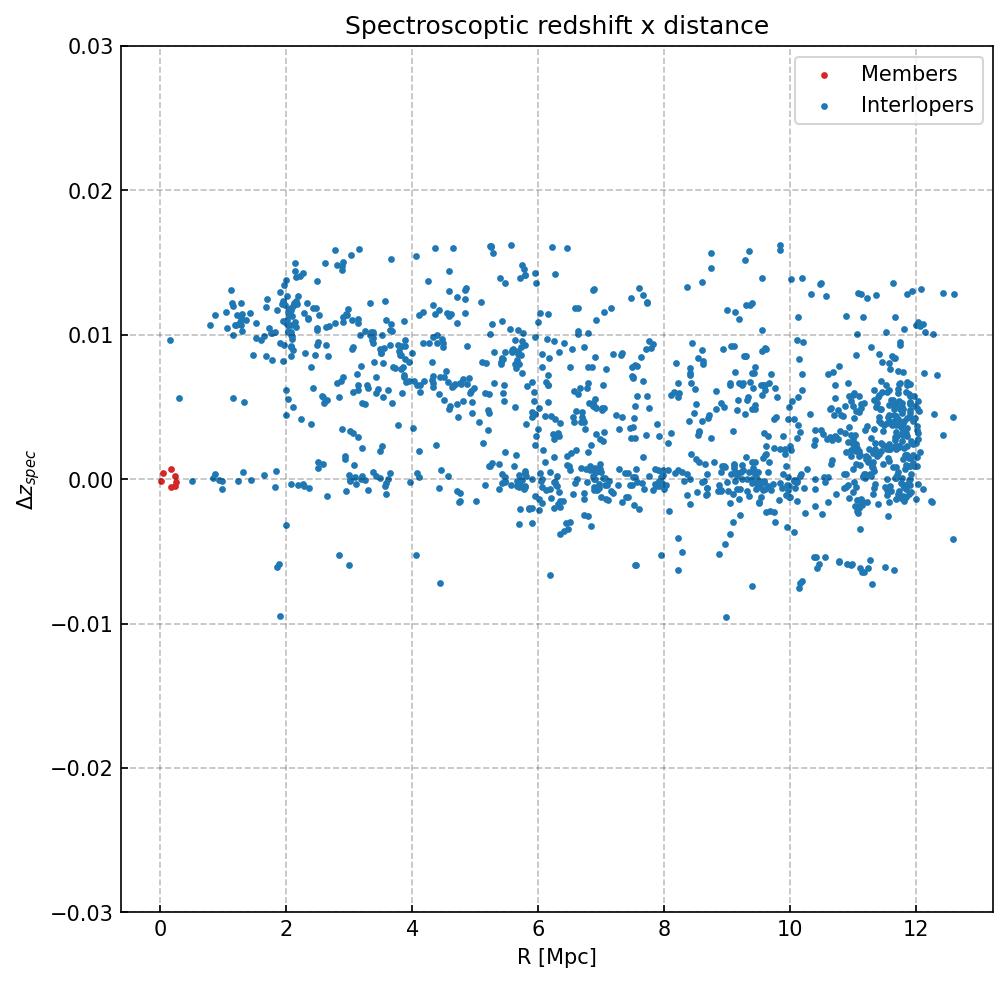 Spectroscoptic redshift x distance
Members
Interlopers
0.03
0.02
0.01
0.00
−0.01
−0.02
−0.03
Δz_spec
0 2 4 6 8 10 12
R [Mpc]